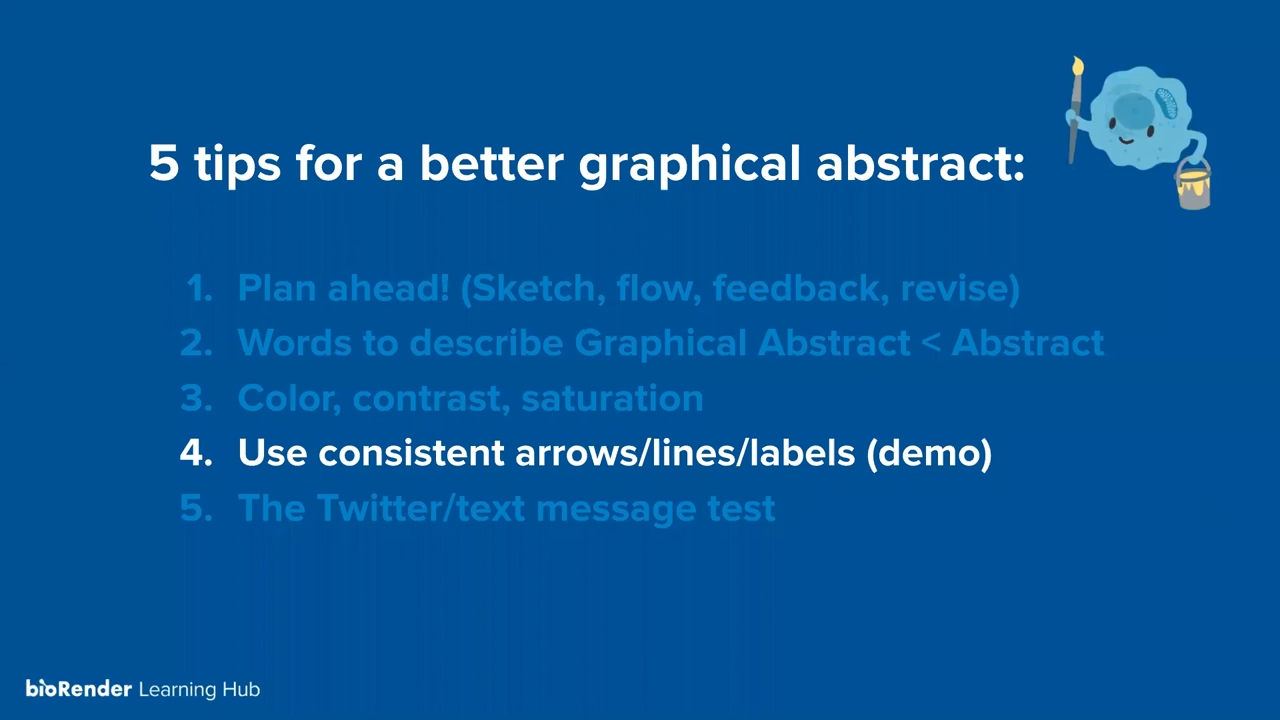 5 tips for a better graphical abstract:
1. Plan ahead! (Sketch, flow, feedback, revise)
2. Words to describe Graphical Abstract < Abstract
3. Color, contrast, saturation
4. Use consistent arrows/lines/labels (demo)
5. The Twitter/text message test
bioRender Learning Hub